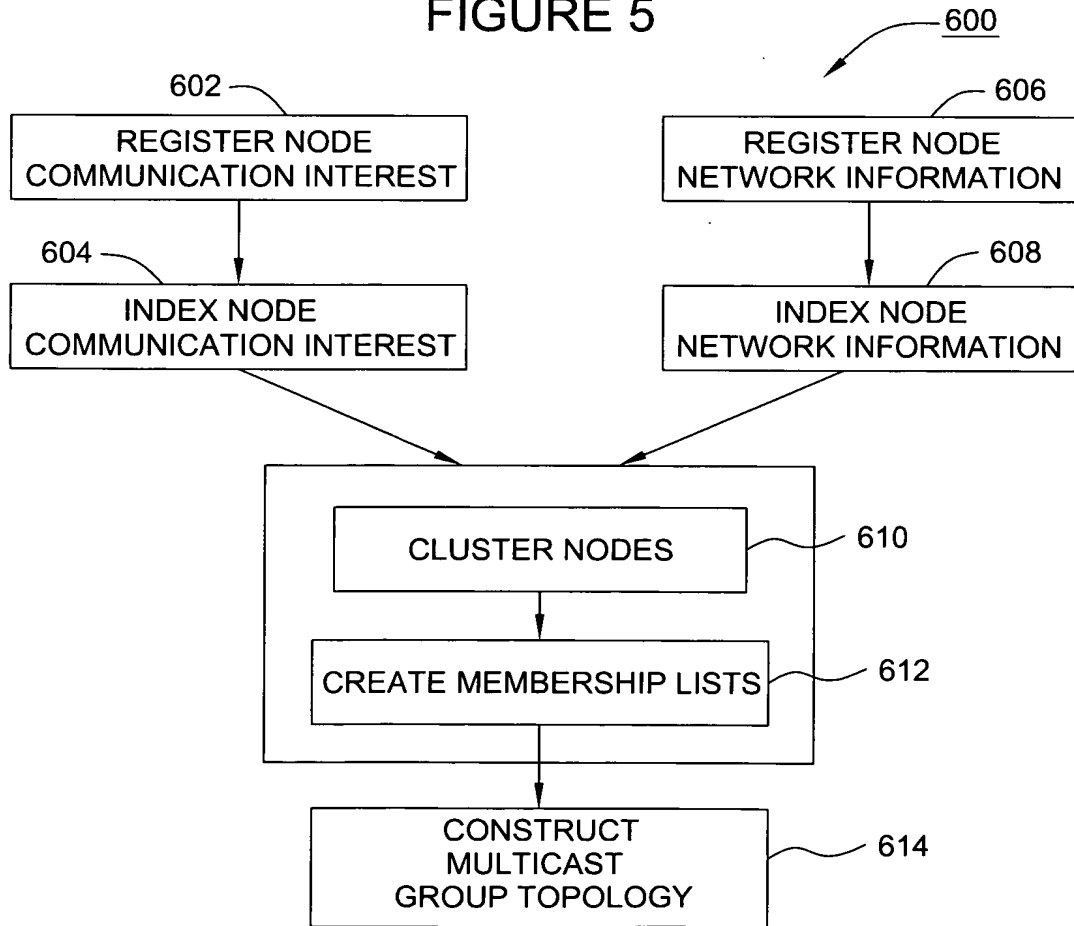 FIGURE 5
600
602
606
REGISTER NODE
COMMUNICATION INTEREST
REGISTER NODE
NETWORK INFORMATION
604
608
INDEX NODE
COMMUNICATION INTEREST
INDEX NODE
NETWORK INFORMATION
CLUSTER NODES
610
CREATE MEMBERSHIP LISTS
612
CONSTRUCT
MULTICAST
GROUP TOPOLOGY
614